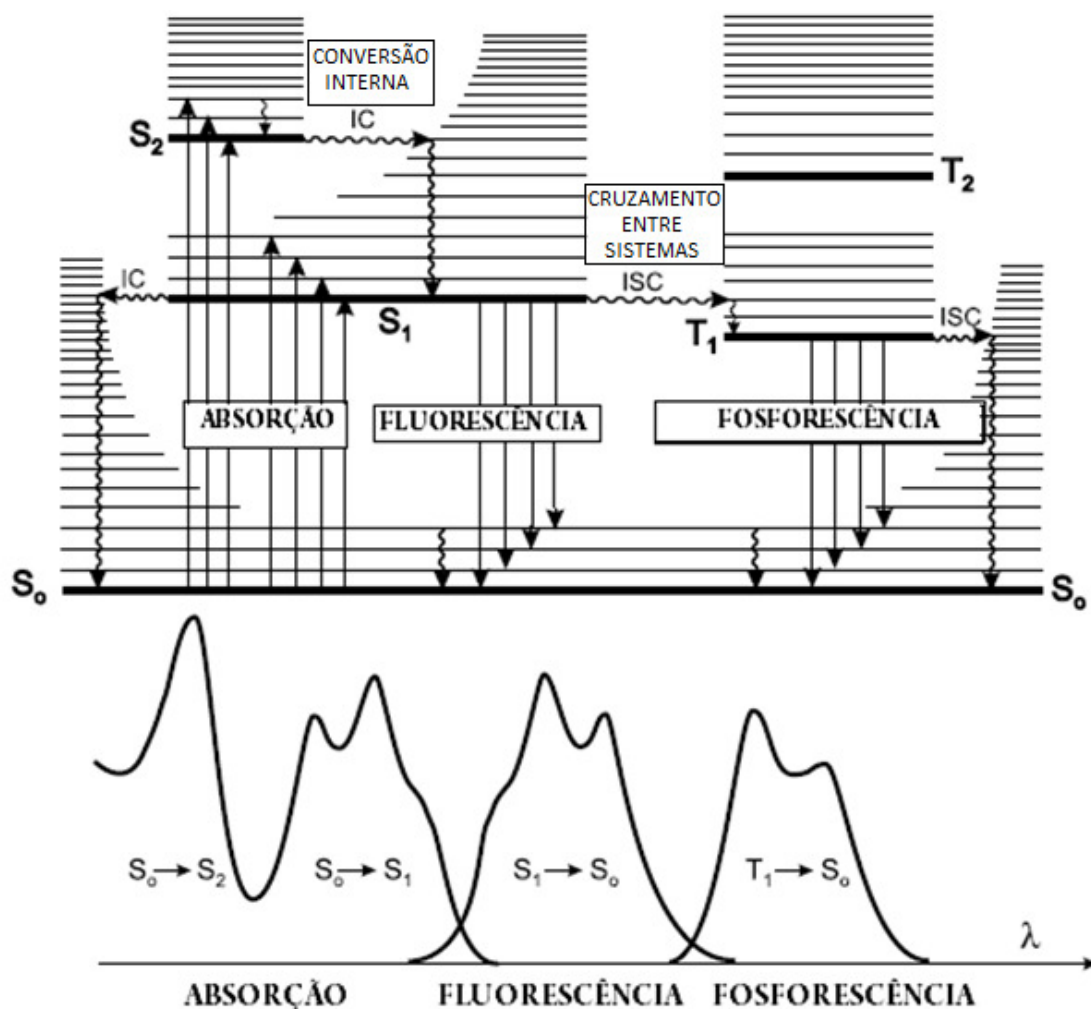 CONVERSÃO
INTERNA
IC
S₂
T₂
CRUZAMENTO
ENTRE
SISTEMAS
IC
ISC
S₁
T₁
ISC
ABSORÇÃO
FLUORESCÊNCIA
FOSFORESCÊNCIA
Sₒ
Sₒ
Sₒ→S₂
Sₒ→S₁
S₁→Sₒ
T₁→Sₒ
λ
ABSORÇÃO
FLUORESCÊNCIA
FOSFORESCÊNCIA